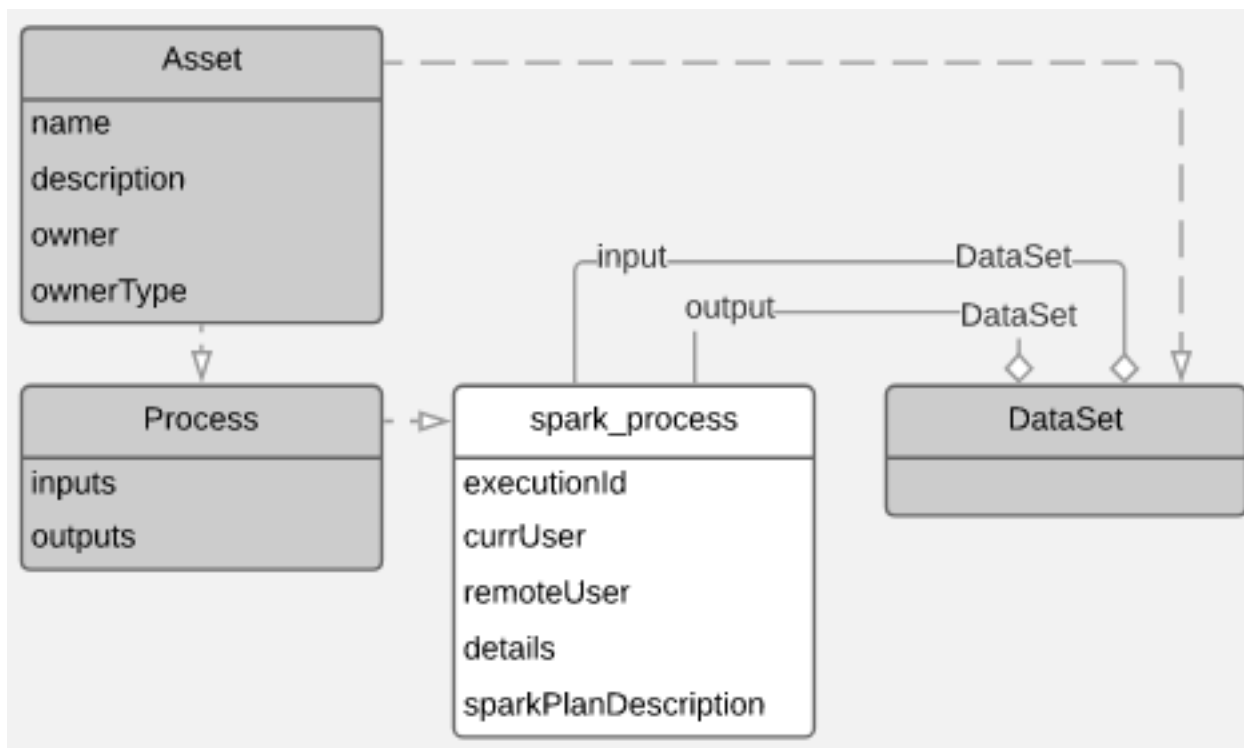 Asset
name
description
owner
ownerType
input DataSet
output DataSet
Process
inputs
outputs
spark_process
executionId
currUser
remoteUser
details
sparkPlanDescription
DataSet